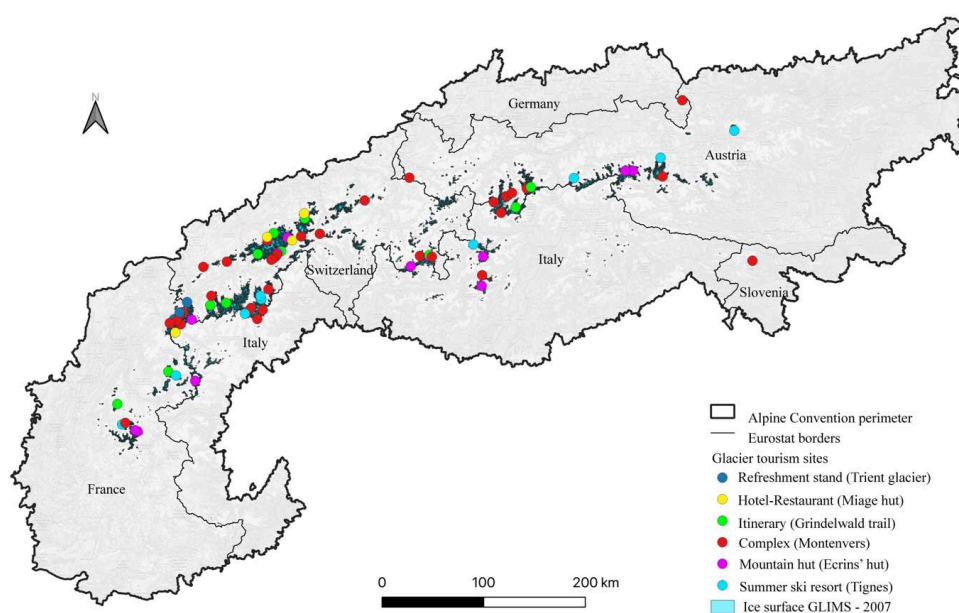 N
Germany
Austria
Switzerland
Italy
Slovenia
Italy
France
Alpine Convention perimeter
Eurostat borders
Glacier tourism sites
Refreshment stand (Trient glacier)
Hotel-Restaurant (Miage hut)
Itinerary (Grindelwald trail)
Complex (Montenvers)
Mountain hut (Ecrins' hut)
Summer ski resort (Tignes)
Ice surface GLIMS - 2007
0 100 200 km